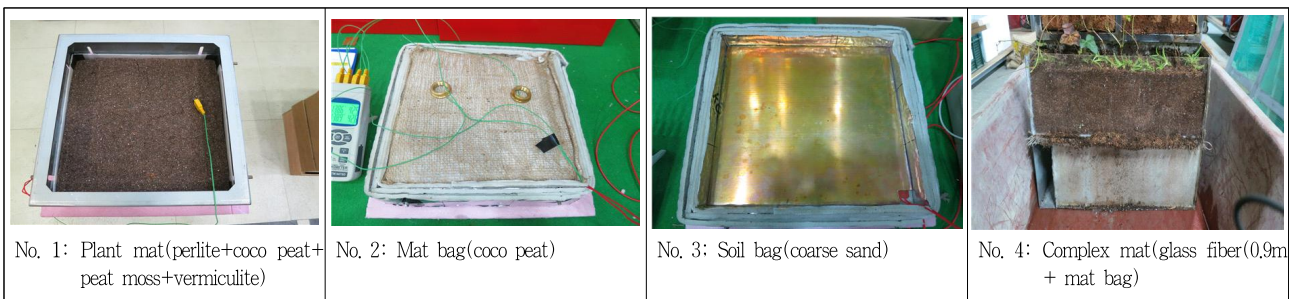 No. 1: Plant mat(perlite+coco peat+
peat moss+vermiculite)
No. 2: Mat bag(coco peat)
No. 3: Soil bag(coarse sand)
No. 4: Complex mat(glass fiber(0.9m
+ mat bag)